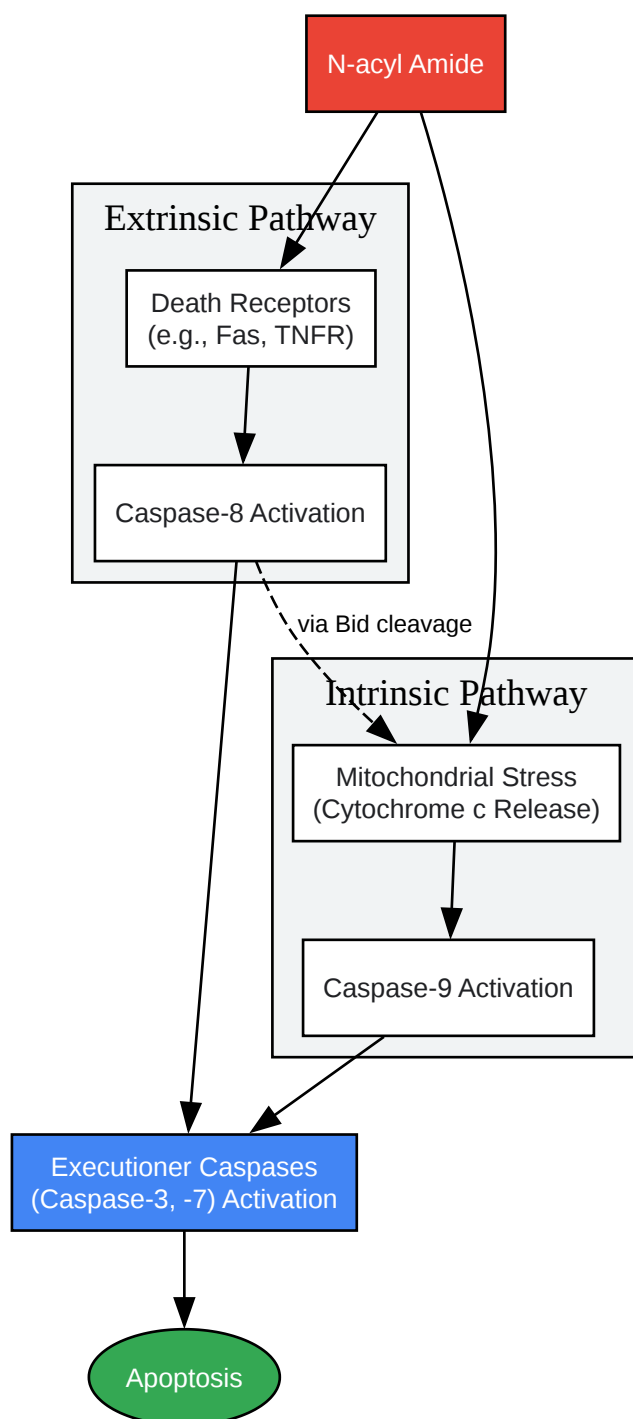 N-acyl Amide
Extrinsic Pathway
Death Receptors
(e.g., Fas, TNFR)
Caspase-8 Activation
via Bid cleavage
Intrinsic Pathway
Mitochondrial Stress
(Cytochrome c Release)
Caspase-9 Activation
Executioner Caspases
(Caspase-3, -7) Activation
Apoptosis